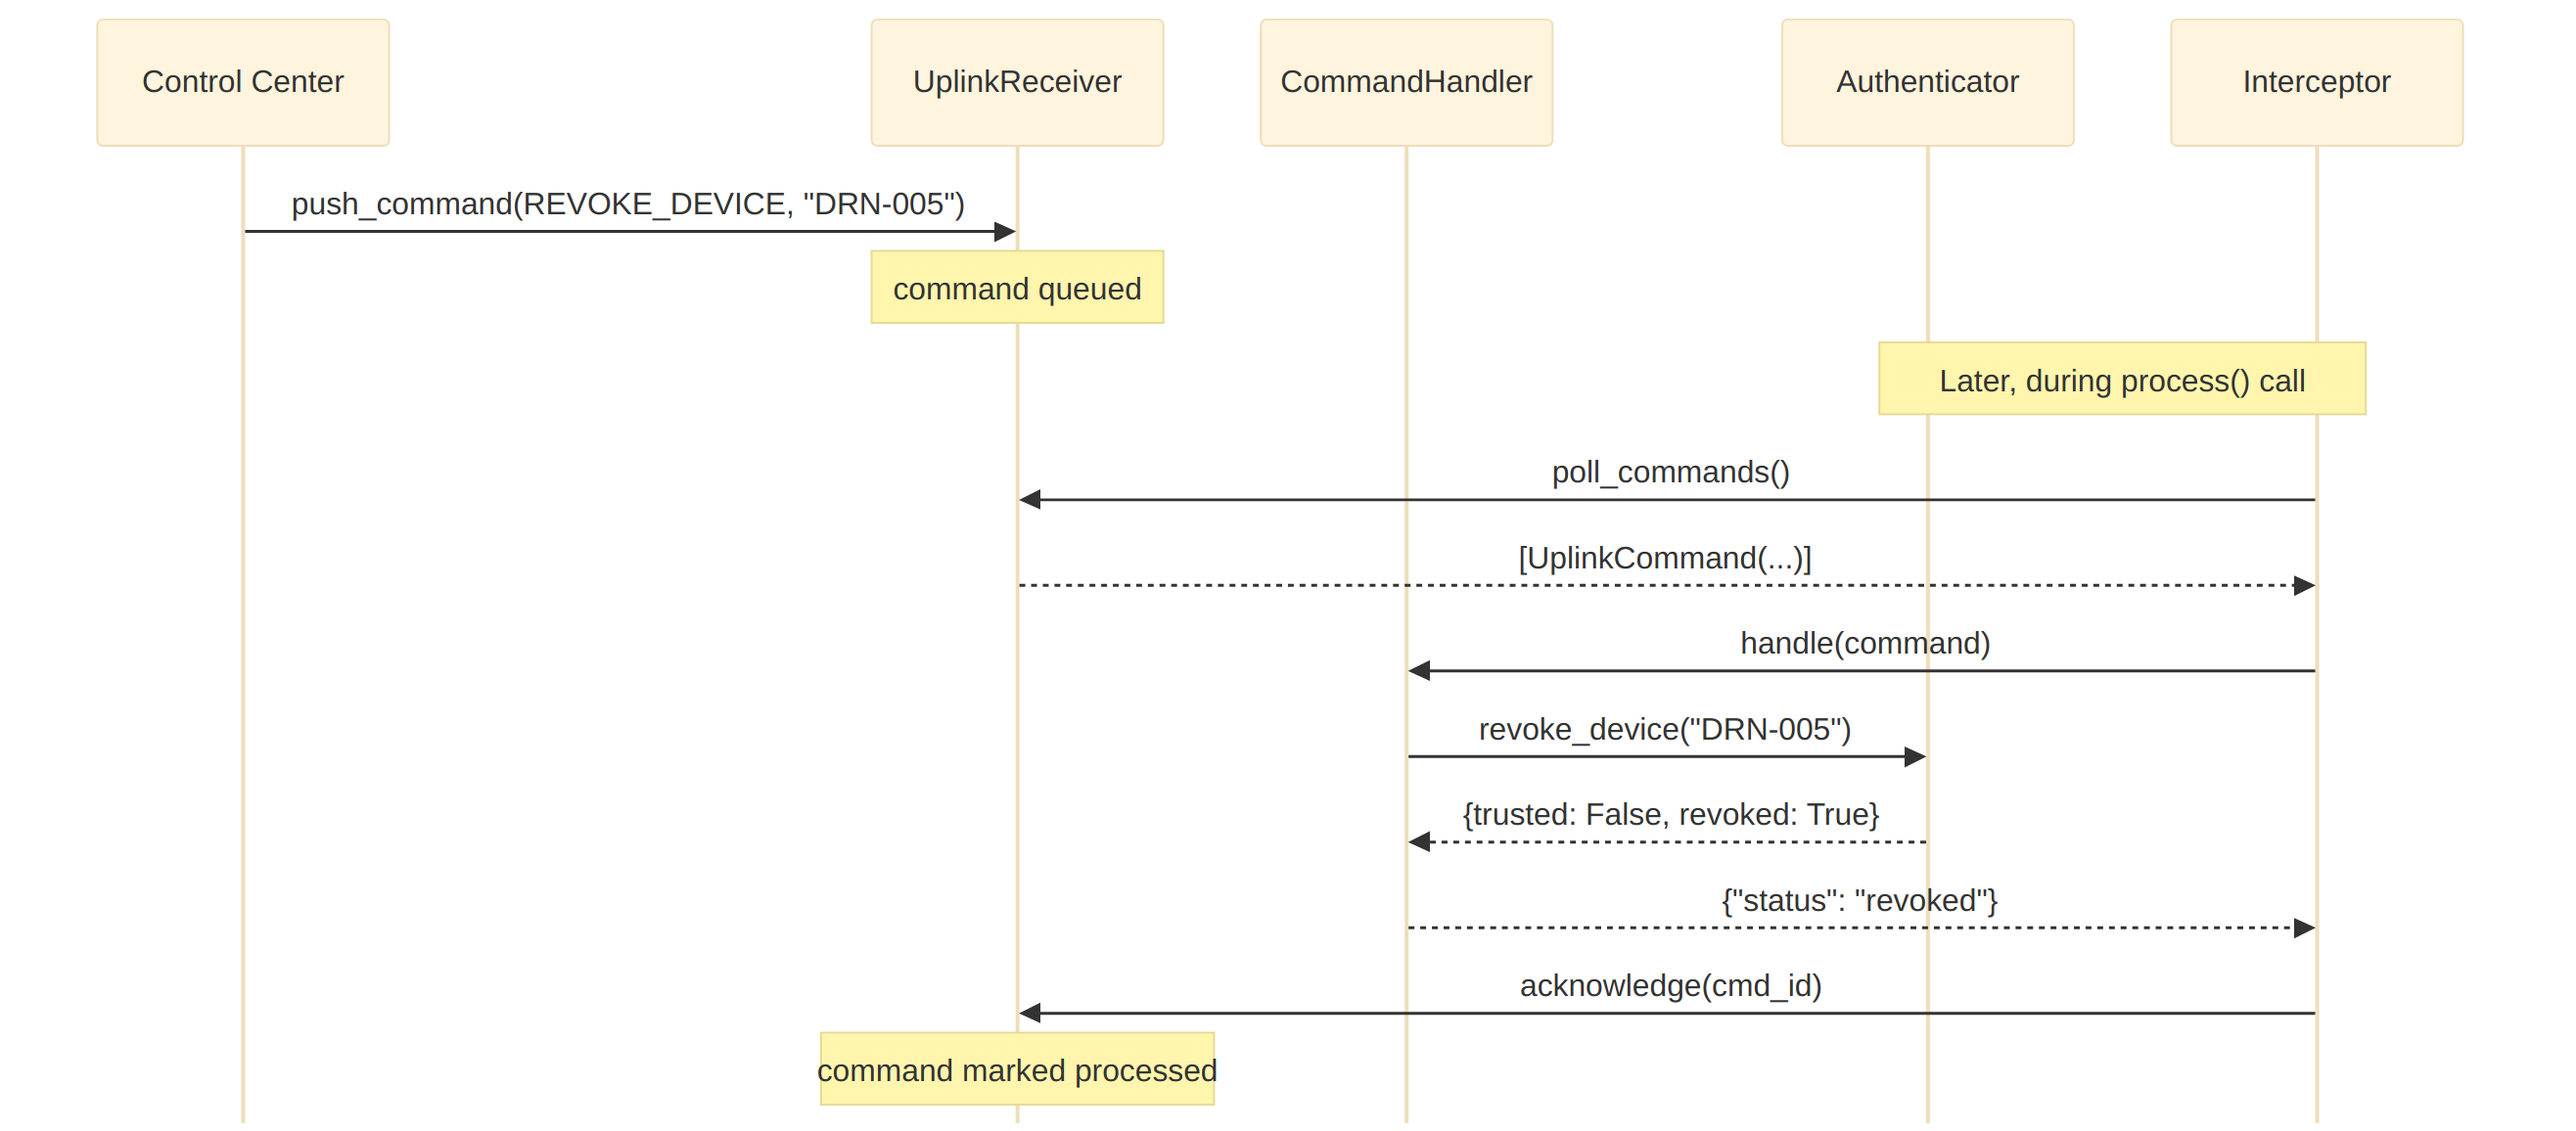 Control Center
UplinkReceiver
CommandHandler
Authenticator
Interceptor
push_command(REVOKE_DEVICE, "DRN-005")
command queued
Later, during process() call
poll_commands()
[UplinkCommand(...)]
handle(command)
revoke_device("DRN-005")
{trusted: False, revoked: True}
{"status": "revoked"}
acknowledge(cmd_id)
command marked processed